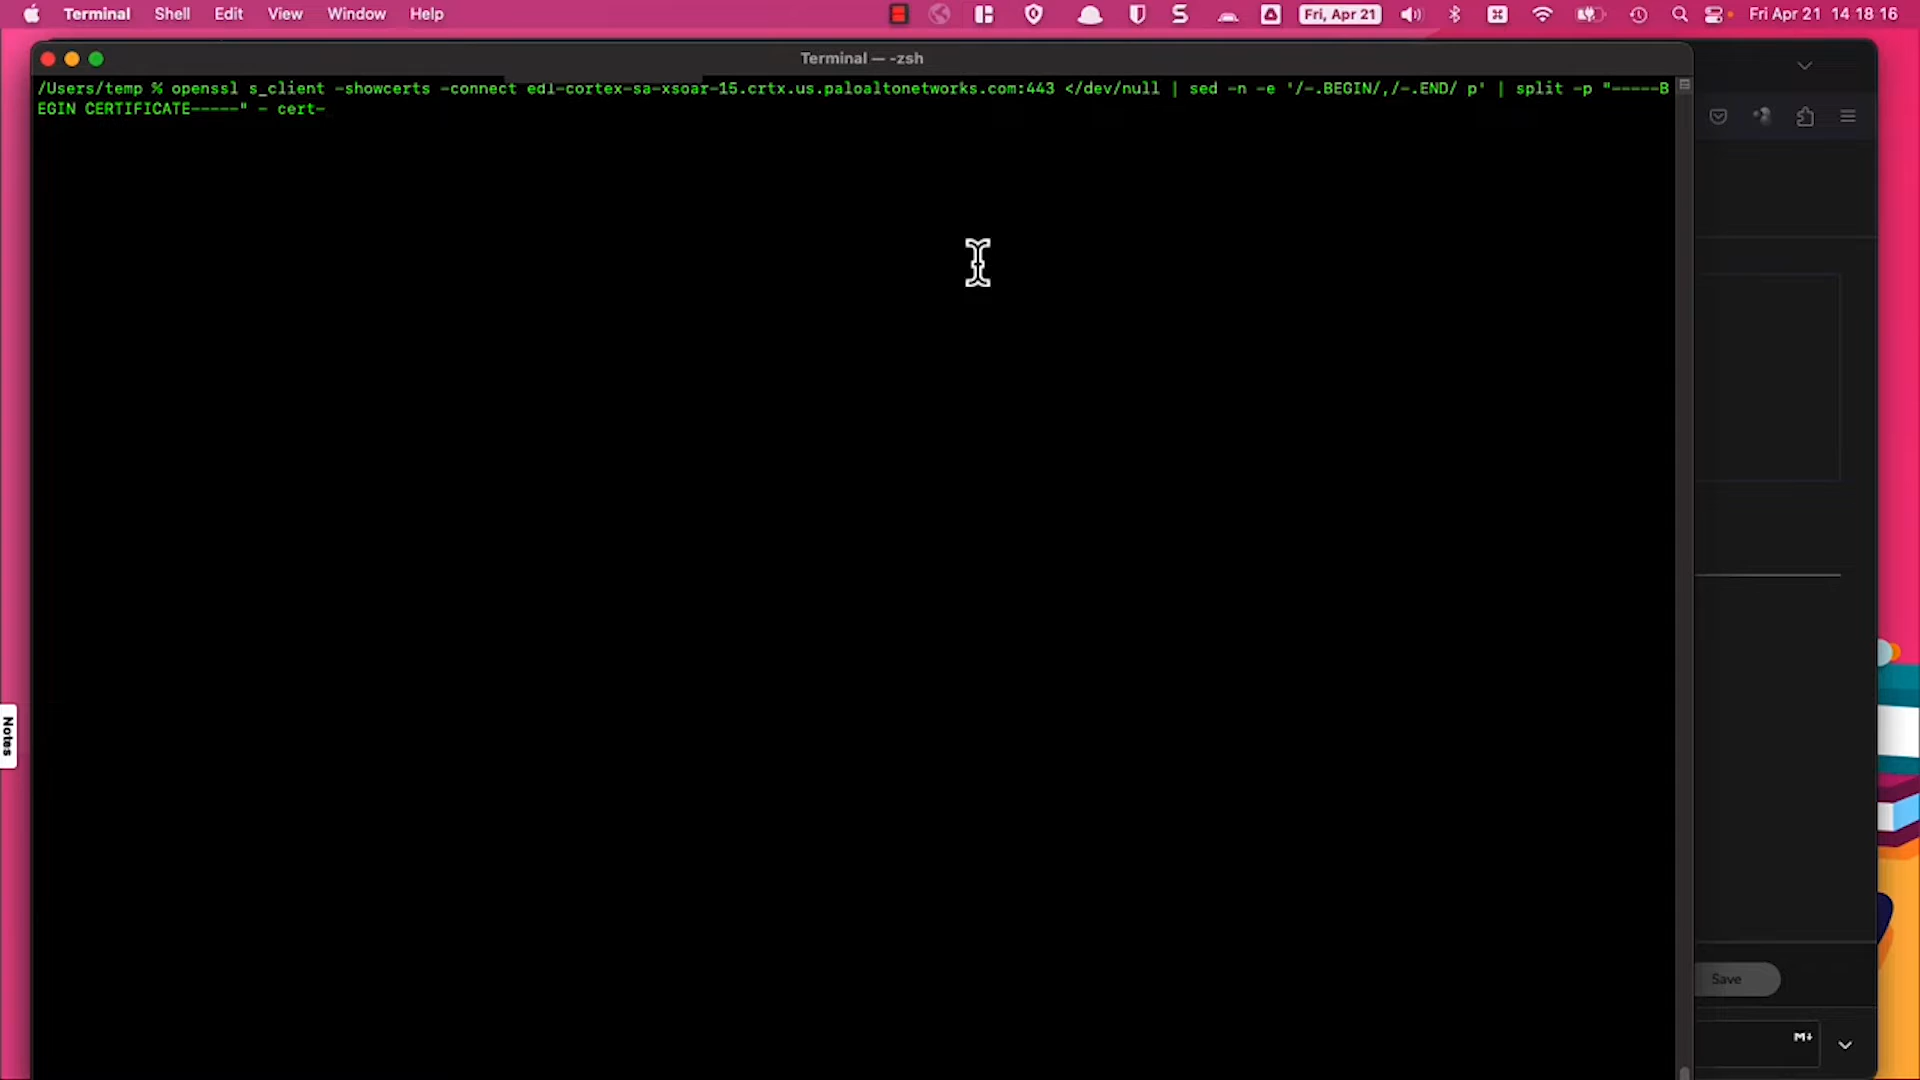 Terminal Shell Edit View Window Help Fri, Apr 21 Fri Apr 21 14 18 16
Terminal — -zsh
/Users/temp % openssl s_client -showcerts -connect edl-cortex-sa-xsoar-15.crtx.us.paloaltonetworks.com:443 </dev/null | sed -n -e '/-.BEGIN/,/-.END/ p' | split -p "-----B
EGIN CERTIFICATE-----" - cert-
Notes
Save
M↓